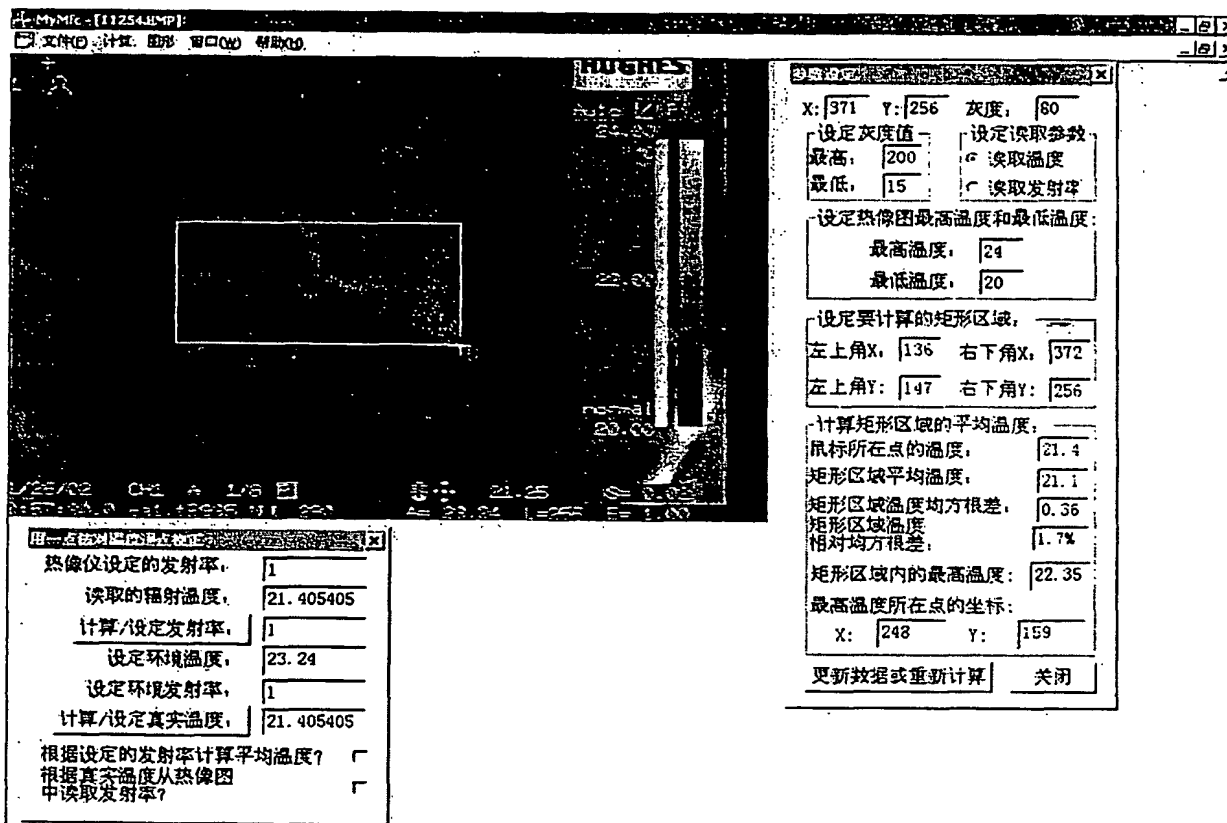 MyMfc - [11254.BMP]
文件(F) 计算 图形 窗口(W) 帮助(H)
HUGHES
Auto
24.00
22.00
normal
20.00
CH1 A 1/8
21.25 S= 0.02
A= 23.24 L=255 E= 1.00
参数设定
X: 371 Y: 256 灰度: 80
设定灰度值 设定读取参数
最高: 200 读取温度
最低: 15 读取发射率
设定热像图最高温度和最低温度:
最高温度: 24
最低温度: 20
设定要计算的矩形区域:
左上角X: 136 右下角X: 372
左上角Y: 147 右下角Y: 256
计算矩形区域的平均温度:
鼠标所在点的温度: 21.4
矩形区域平均温度: 21.1
矩形区域温度均方根差: 0.36
矩形区域温度
相对均方根差: 1.7%
矩形区域内的最高温度: 22.35
最高温度所在点的坐标:
X: 248 Y: 159
更新数据或重新计算 关闭
热像仪设定的发射率: 1
读取的辐射温度: 21.405405
计算/设定发射率: 1
设定环境温度: 23.24
设定环境发射率: 1
计算/设定真实温度: 21.405405
根据设定的发射率计算平均温度?
根据真实温度从热像图
中读取发射率?